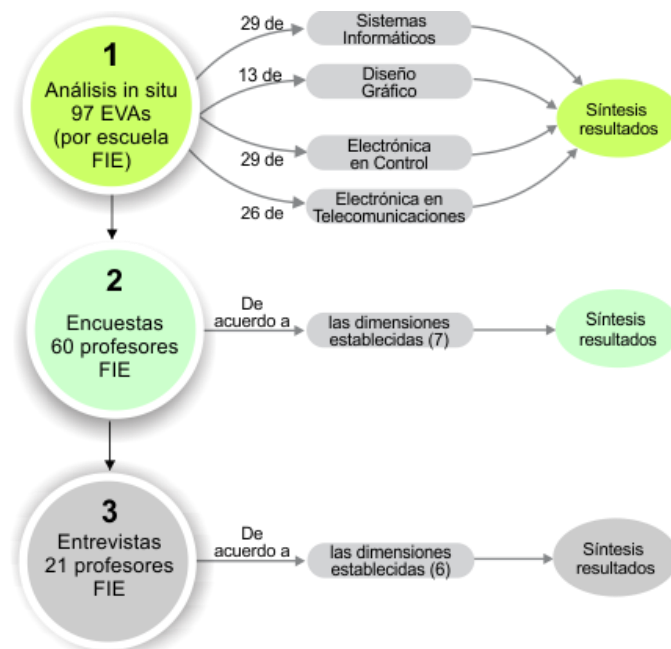 1
Análisis in situ
97 EVAs
(por escuela
FIE)
29 de
Sistemas
Informáticos
13 de
Diseño
Gráfico
29 de
Electrónica
en Control
26 de
Electrónica en
Telecomunicaciones
Síntesis
resultados
2
Encuestas
60 profesores
FIE
De
acuerdo a
las dimensiones
establecidas (7)
Síntesis
resultados
3
Entrevistas
21 profesores
FIE
De
acuerdo a
las dimensiones
establecidas (6)
Síntesis
resultados